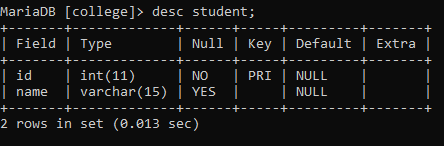 MariaDB [college]> desc student;
+-------+-------------+------+-----+---------+-------+
| Field | Type        | Null | Key | Default | Extra |
+-------+-------------+------+-----+---------+-------+
| id    | int(11)     | NO   | PRI | NULL    |       |
| name  | varchar(15) | YES  |     | NULL    |       |
+-------+-------------+------+-----+---------+-------+
2 rows in set (0.013 sec)